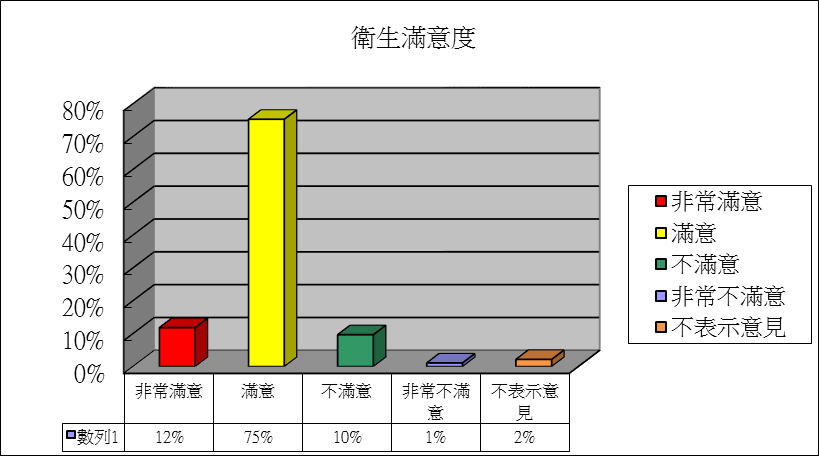 衛生滿意度
80%
70%
60%
50%
40%
30%
20%
10%
0%
非常滿意
滿意
不滿意
非常不滿
意
不表示意
見
數列1
12%
75%
10%
1%
2%
非常滿意
滿意
不滿意
非常不滿意
不表示意見